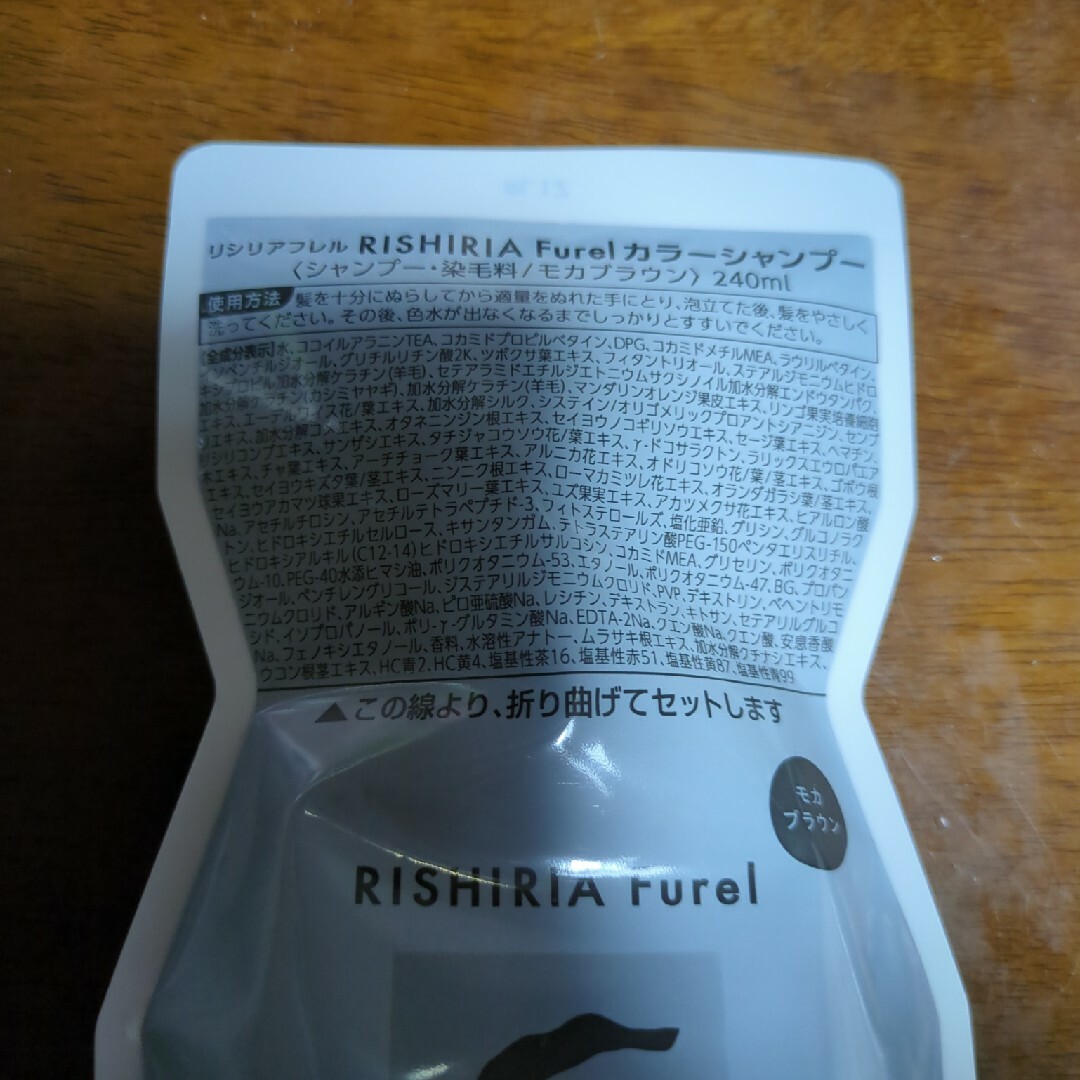 リシリアフレル RISHIRIA Furel カラーシャンプー
〈シャンプー・染毛料/モカブラウン〉 240ml
使用方法 髪を十分にぬらしてから適量をぬれた手にとり、泡立てた後、髪をやさしく
洗ってください。その後、色水が出なくなるまでしっかりとすすいでください。
[全成分表示]水、ココイルアラニンTEA、コカミドプロピルベタイン、DPG、コカミドメチルMEA、ラウリルベタイン、
イソペンチルジオール、グリチルリチン酸2K、ツボクサ葉エキス、フィタントリオール、ステアルジモニウムヒドロ
キシプロピル加水分解ケラチン(羊毛)、セテアラミドエチルジエトニウムサクシノイル加水分解エンドウタンパク、
加水分解ケラチン(カシミヤヤギ)、加水分解ケラチン(羊毛)、マンダリンオレンジ果皮エキス、リンゴ果実培養細胞
エキス、エーデルワイス花/葉エキス、加水分解シルク、システイン/オリゴメリックプロアントシアニジン、センブ
リエキス、加水分解コメエキス、オタネニンジン根エキス、セイヨウノコギリソウエキス、セージ葉エキス、ヘマチン、
リシリコンブエキス、サンザシエキス、タチジャコウソウ花/葉エキス、γ-ドコサラクトン、ラリックスエウロパエア
木エキス、チャ葉エキス、アーチチョーク葉エキス、アルニカ花エキス、オドリコソウ花/葉/茎エキス、ゴボウ根
エキス、セイヨウキズタ葉/茎エキス、ニンニク根エキス、ローマカミツレ花エキス、オランダガラシ葉/茎エキス、
セイヨウアカマツ球果エキス、ローズマリー葉エキス、ユズ果実エキス、アカツメクサ花エキス、ヒアルロン酸
Na、アセチルチロシン、アセチルテトラペプチド-3、フィトステロールズ、塩化亜鉛、グリシン、グルコノラク
トン、ヒドロキシエチルセルロース、キサンタンガム、テトラステアリン酸PEG-150ペンタエリスリチル、
ヒドロキシアルキル(C12-14)ヒドロキシエチルサルコシン、コカミドMEA、グリセリン、ポリクオタニ
ウム-10、PEG-40水添ヒマシ油、ポリクオタニウム-53、エタノール、ポリクオタニウム-47、BG、プロパン
ジオール、ペンチレングリコール、ジステアリルジモニウムクロリド、PVP、デキストリン、ベヘントリモ
ニウムクロリド、アルギン酸Na、ピロ亜硫酸Na、レシチン、デキストラン、キトサン、セテアリルグルコ
シド、イソプロパノール、ポリ-γ-グルタミン酸Na、EDTA-2Na、クエン酸Na、クエン酸、安息香酸
Na、フェノキシエタノール、香料、水溶性アナトー、ムラサキ根エキス、加水分解クチナシエキス、
ウコン根茎エキス、HC青2、HC黄4、塩基性茶16、塩基性赤51、塩基性黄87、塩基性青99
▲この線より、折り曲げてセットします
モカ
ブラウン
RISHIRIA Furel